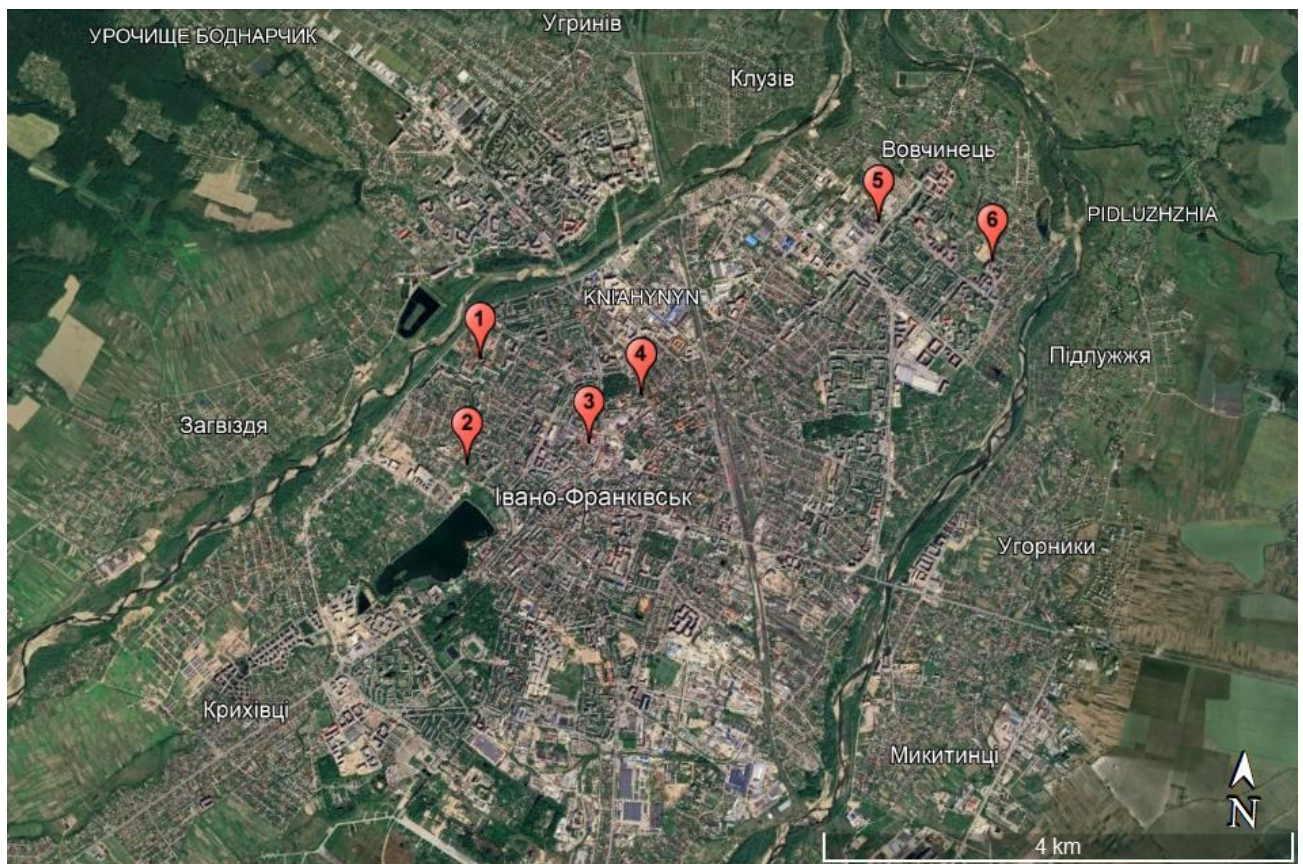 Угринів
УРОЧИЩЕ БОДНАРЧИК
Клузів
Вовчинець
5
6
PIDLUZHZHIA
KNIAHYNYN
1
4
Підлужжя
3
2
Загвіздя
Івано-Франківськ
Угорники
Крихівці
Микитинці
N
4 km